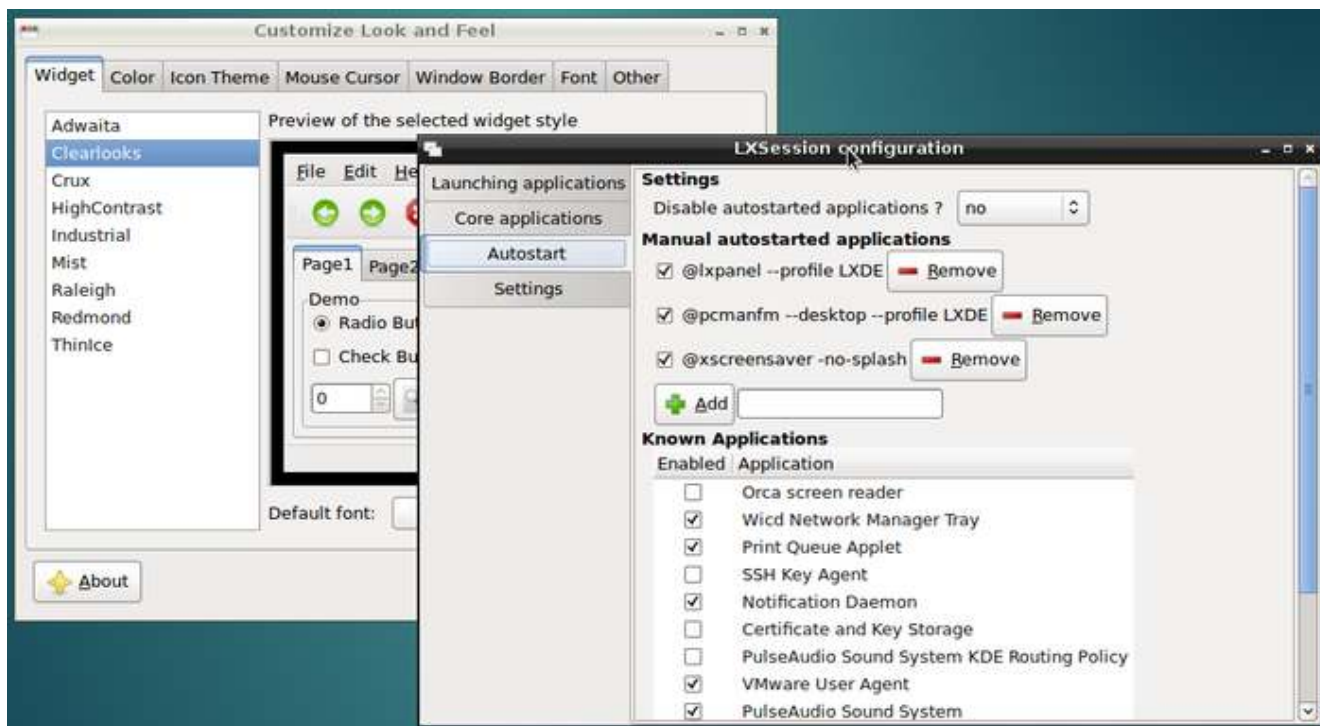 Customize Look and Feel
Widget Color Icon Theme Mouse Cursor Window Border Font Other
Adwaita
Clearlooks
Crux
HighContrast
Industrial
Mist
Raleigh
Redmond
ThinIce
Preview of the selected widget style
File Edit
Page1
Demo
Radio
Check
0
Default font:
About
LXSession configuration
Launching applications
Core applications
Autostart
Settings
Settings
Disable autostarted applications ? no
Manual autostarted applications
@lxpanel --profile LXDE Remove
@pcmanfm --desktop --profile LXDE Remove
@xscreensaver -no-splash Remove
Add
Known Applications
Enabled Application
Orca screen reader
Wicd Network Manager Tray
Print Queue Applet
SSH Key Agent
Notification Daemon
Certificate and Key Storage
PulseAudio Sound System KDE Routing Policy
VMware User Agent
PulseAudio Sound System